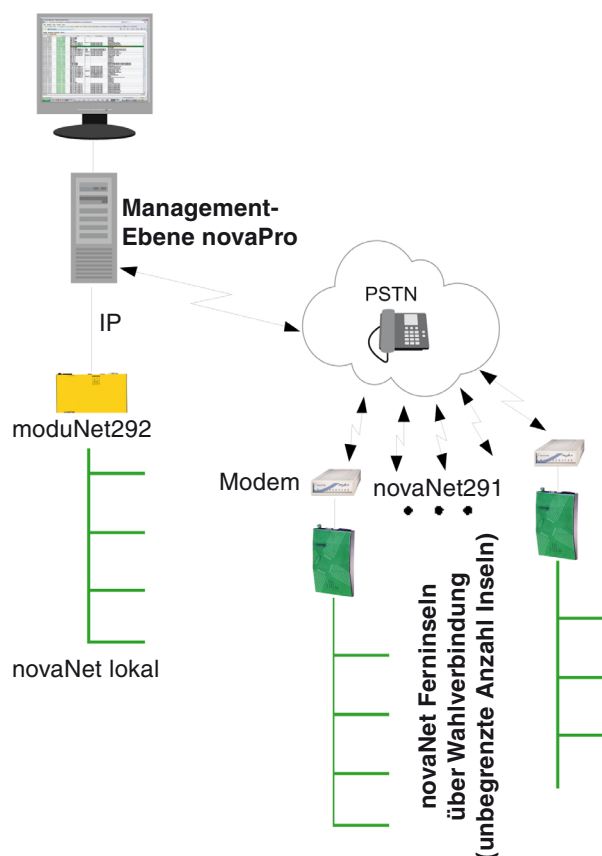 Management-
Ebene novaPro
PSTN
IP
moduNet292
Modem
novaNet291
novaNet lokal
novaNet Ferninseln
über Wahlverbindung
(unbegrenzte Anzahl Inseln)